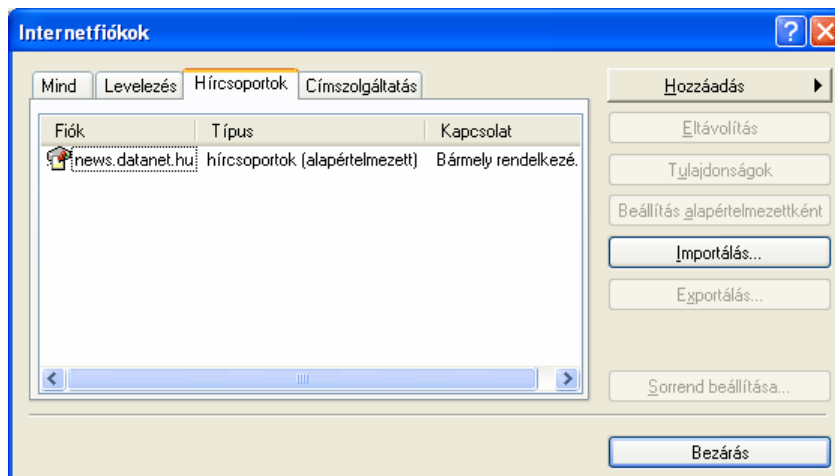 Internetfiókok
Mind Levelezés Hírcsoportok Címszolgáltatás
Fiók Típus Kapcsolat
news.datanet.hu hírcsoportok (alapértelmezett) Bármely rendelkezé.
Hozzáadás
Eltávolítás
Tulajdonságok
Beállítás alapértelmezettként
Importálás...
Exportálás...
Sorrend beállítása...
Bezárás